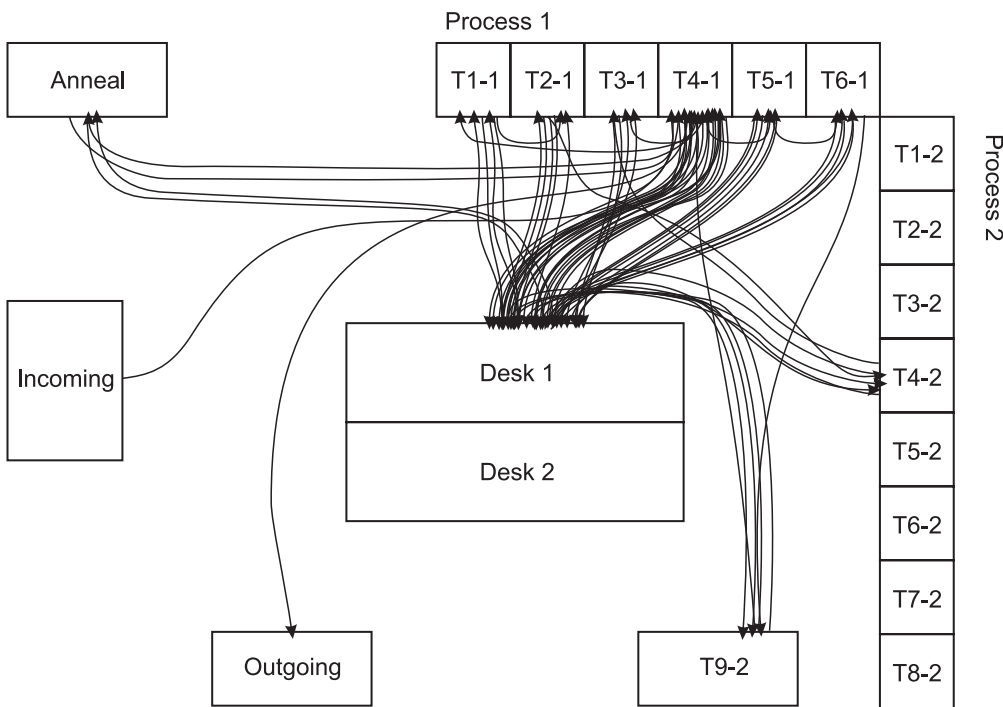 Process 1
Anneal
T1-1
T2-1
T3-1
T4-1
T5-1
T6-1
Process 2
T1-2
T2-2
T3-2
T4-2
T5-2
T6-2
T7-2
T8-2
Incoming
Desk 1
Desk 2
Outgoing
T9-2